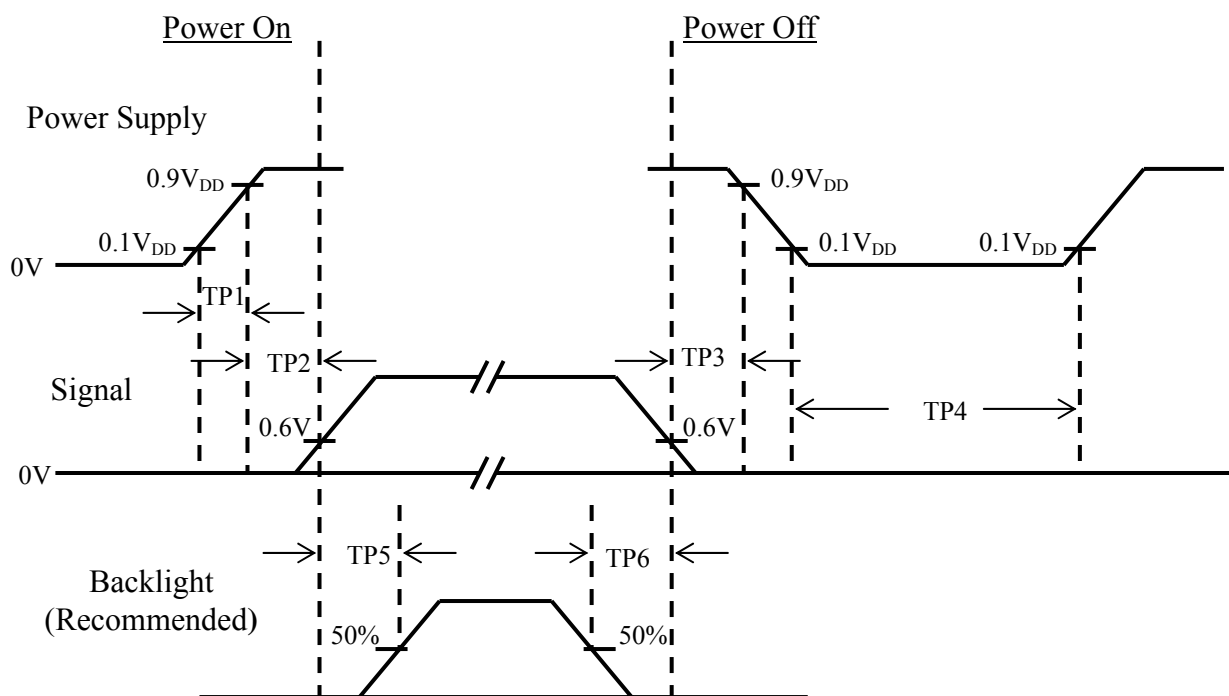 Power On
Power Off
Power Supply
0.9VDD
0.9VDD
0.1VDD
0.1VDD
0.1VDD
0V
TP1
TP2
TP3
Signal
TP4
0.6V
0.6V
0V
TP5
TP6
Backlight
(Recommended)
50%
50%